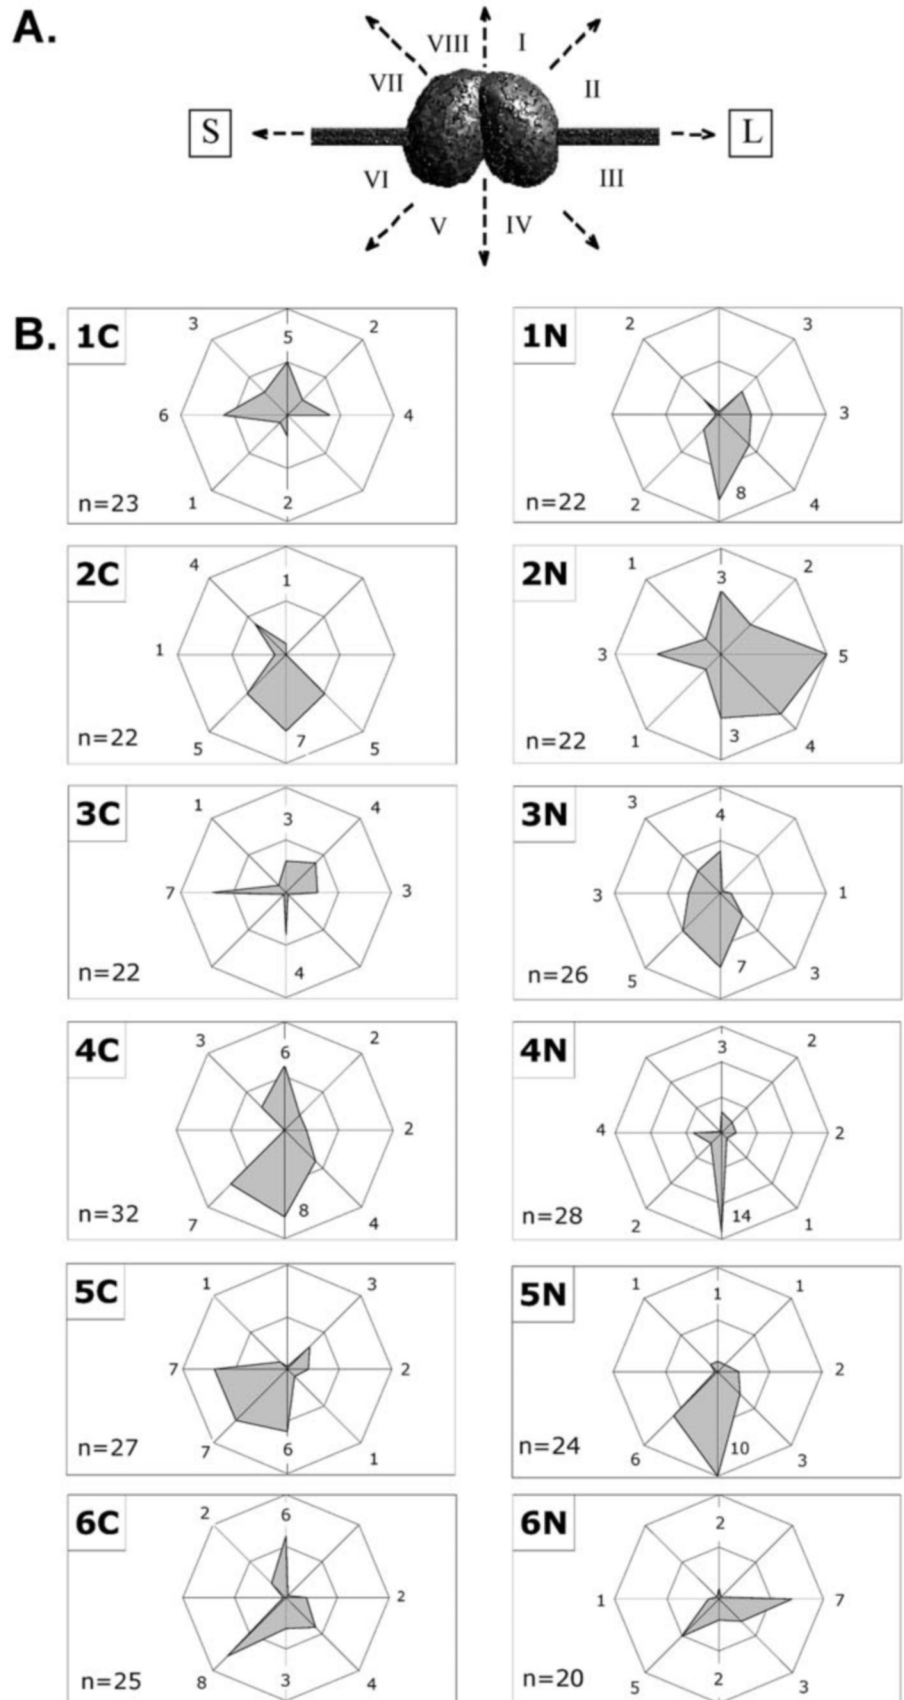 A.
VIII I
VII II
S L
VI III
V IV
B.
1C
3 5 2
6 4
1 2
n=23
1N
2 3
3
2 8 4
n=22
2C
4 1
1
5 7 5
n=22
2N
1 3 2
3 5
1 3 4
n=22
3C
1 3 4
7 3
4
n=22
3N
3 4
3 1
5 7 3
n=26
4C
3 6 2
2
7 8 4
n=32
4N
3 2
4 2
2 14 1
n=28
5C
1 3
7 2
7 6 1
n=27
5N
1 1 1
2
6 10 3
n=24
6C
2 6
2
8 3 4
n=25
6N
2
1 7
5 2 3
n=20